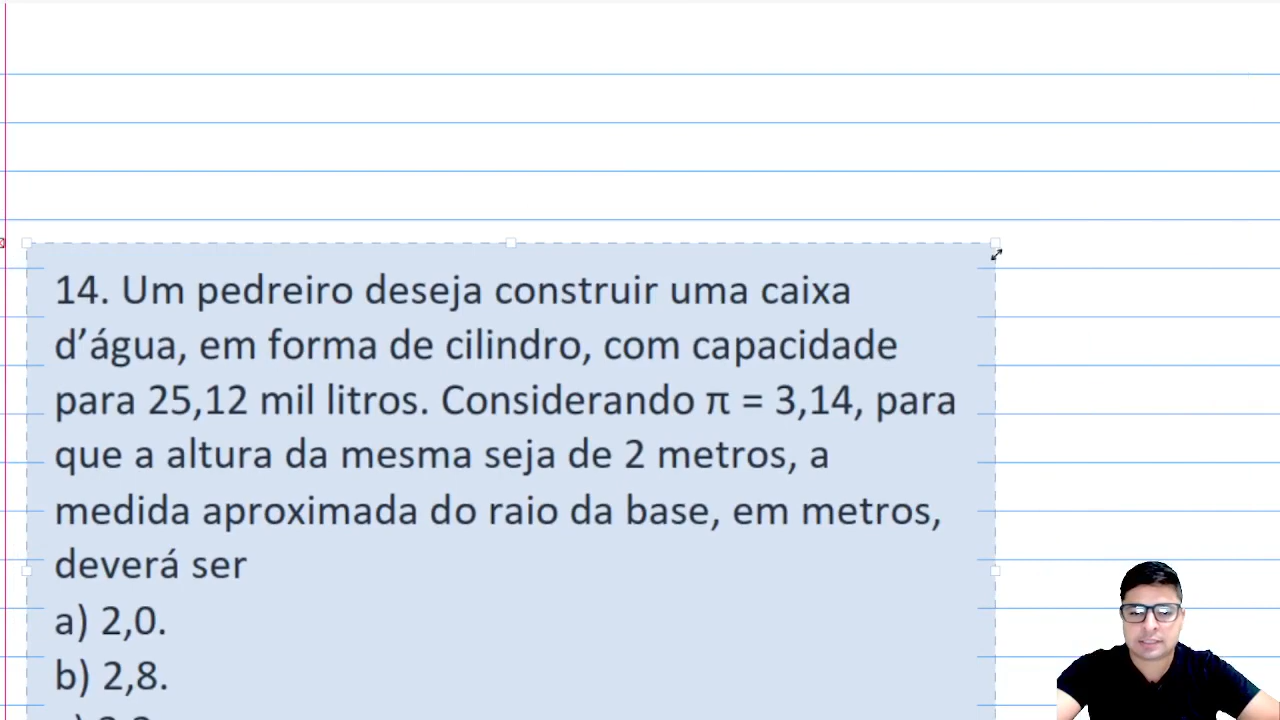 14. Um pedreiro deseja construir uma caixa
d’água, em forma de cilindro, com capacidade
para 25,12 mil litros. Considerando π = 3,14, para
que a altura da mesma seja de 2 metros, a
medida aproximada do raio da base, em metros,
deverá ser
a) 2,0.
b) 2,8.